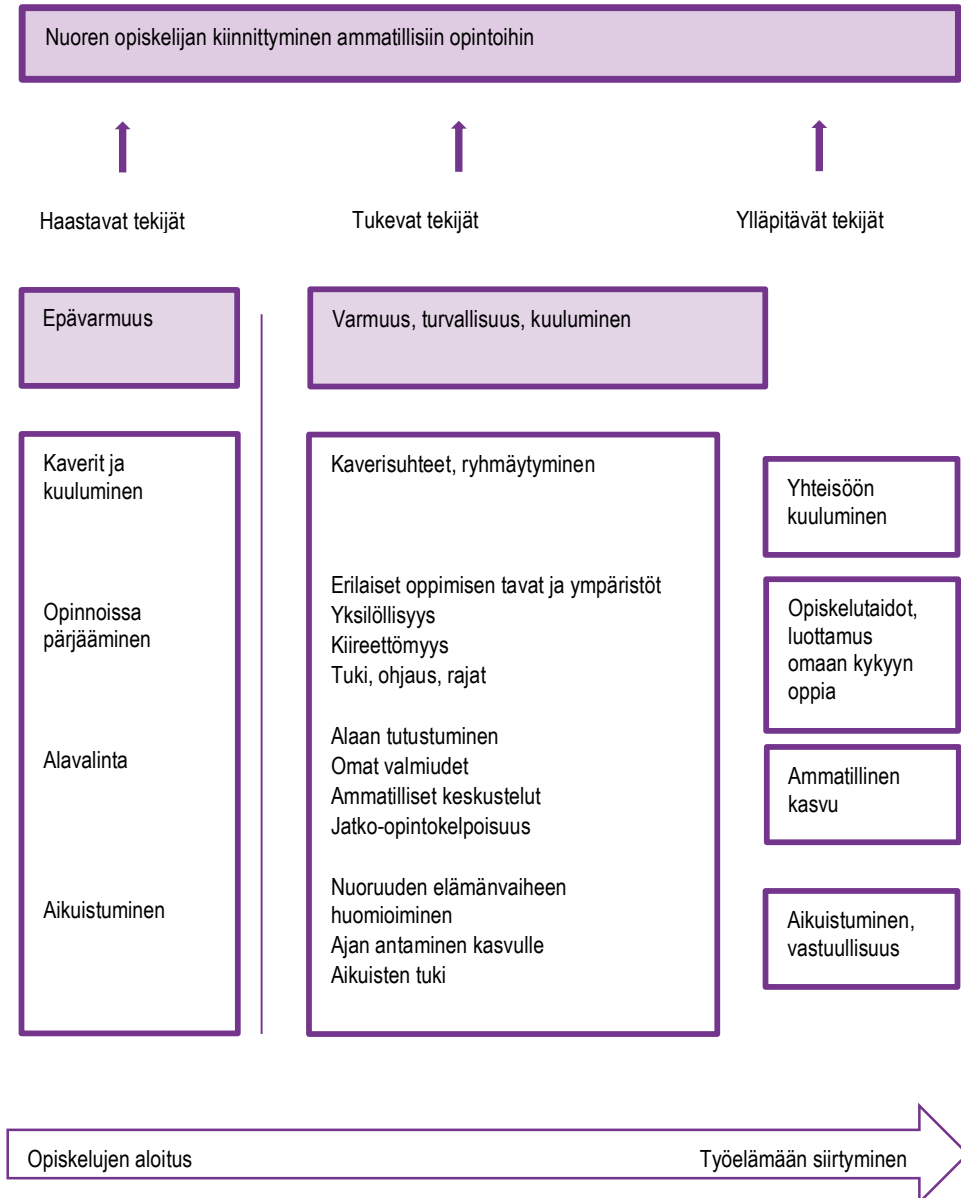 Nuoren opiskelijan kiinnittyminen ammatillisiin opintoihin
Haastavat tekijät
Tukevat tekijät
Ylläpitävät tekijät
Epävarmuus
Varmuus, turvallisuus, kuuluminen
Kaverit ja
kuuluminen
Opinnoissa
pärjääminen
Alavalinta
Aikuistuminen
Kaverisuhteet, ryhmäytyminen
Erilaiset oppimisen tavat ja ympäristöt
Yksilöllisyys
Kiireettömyys
Tuki, ohjaus, rajat
Alaan tutustuminen
Omat valmiudet
Ammatilliset keskustelut
Jatko-opintokelpoisuus
Nuoruuden elämänvaiheen
huomioiminen
Ajan antaminen kasvulle
Aikuisten tuki
Yhteisöön
kuuluminen
Opiskelutaidot,
luottamus
omaan kykyyn
oppia
Ammatillinen
kasvu
Aikuistuminen,
vastuullisuus
Opiskelujen aloitus
Työelämään siirtyminen